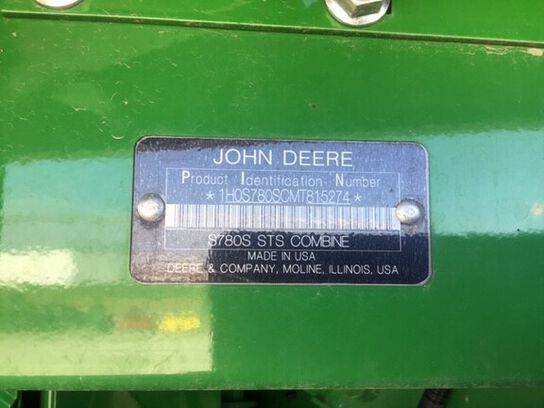 JOHN DEERE
Product Identification Number
*1H0S780SCMT815274*
S780S STS COMBINE
MADE IN USA
DEERE & COMPANY, MOLINE, ILLINOIS, USA